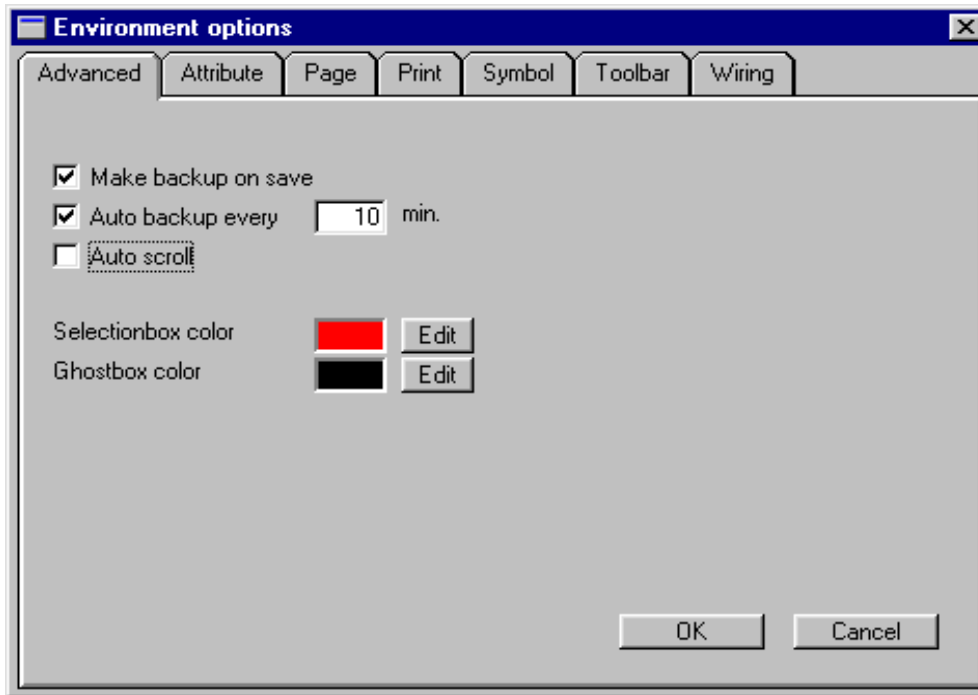 Environment options
Advanced Attribute Page Print Symbol Toolbar Wiring
Make backup on save
Auto backup every 10 min.
Auto scroll
Selectionbox color Edit
Ghostbox color Edit
OK Cancel